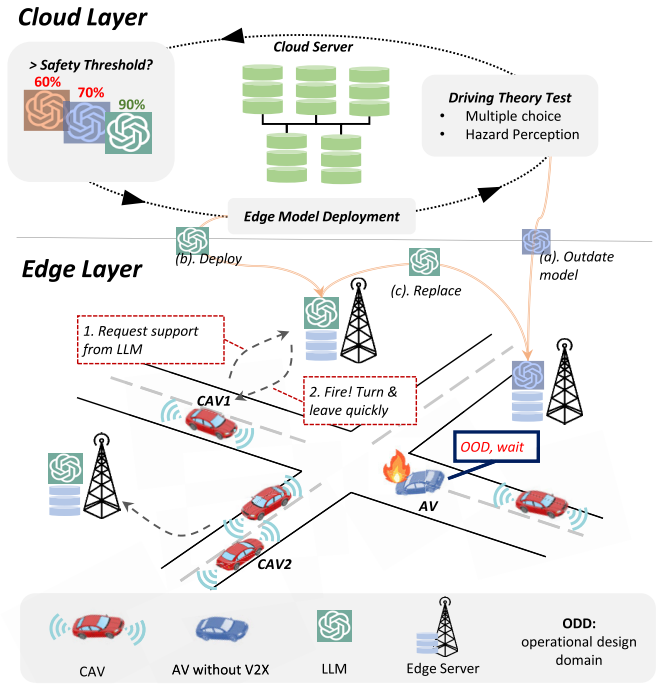 Cloud Layer
> Safety Threshold?
60%
70%
90%
Cloud Server
Driving Theory Test
• Multiple choice
• Hazard Perception
Edge Model Deployment
Edge Layer
(b). Deploy
(a). Outdate
model
(c). Replace
1. Request support
from LLM
2. Fire! Turn &
leave quickly
CAV1
OOD, wait
AV
CAV2
CAV
AV without V2X
LLM
Edge Server
ODD:
operational design
domain